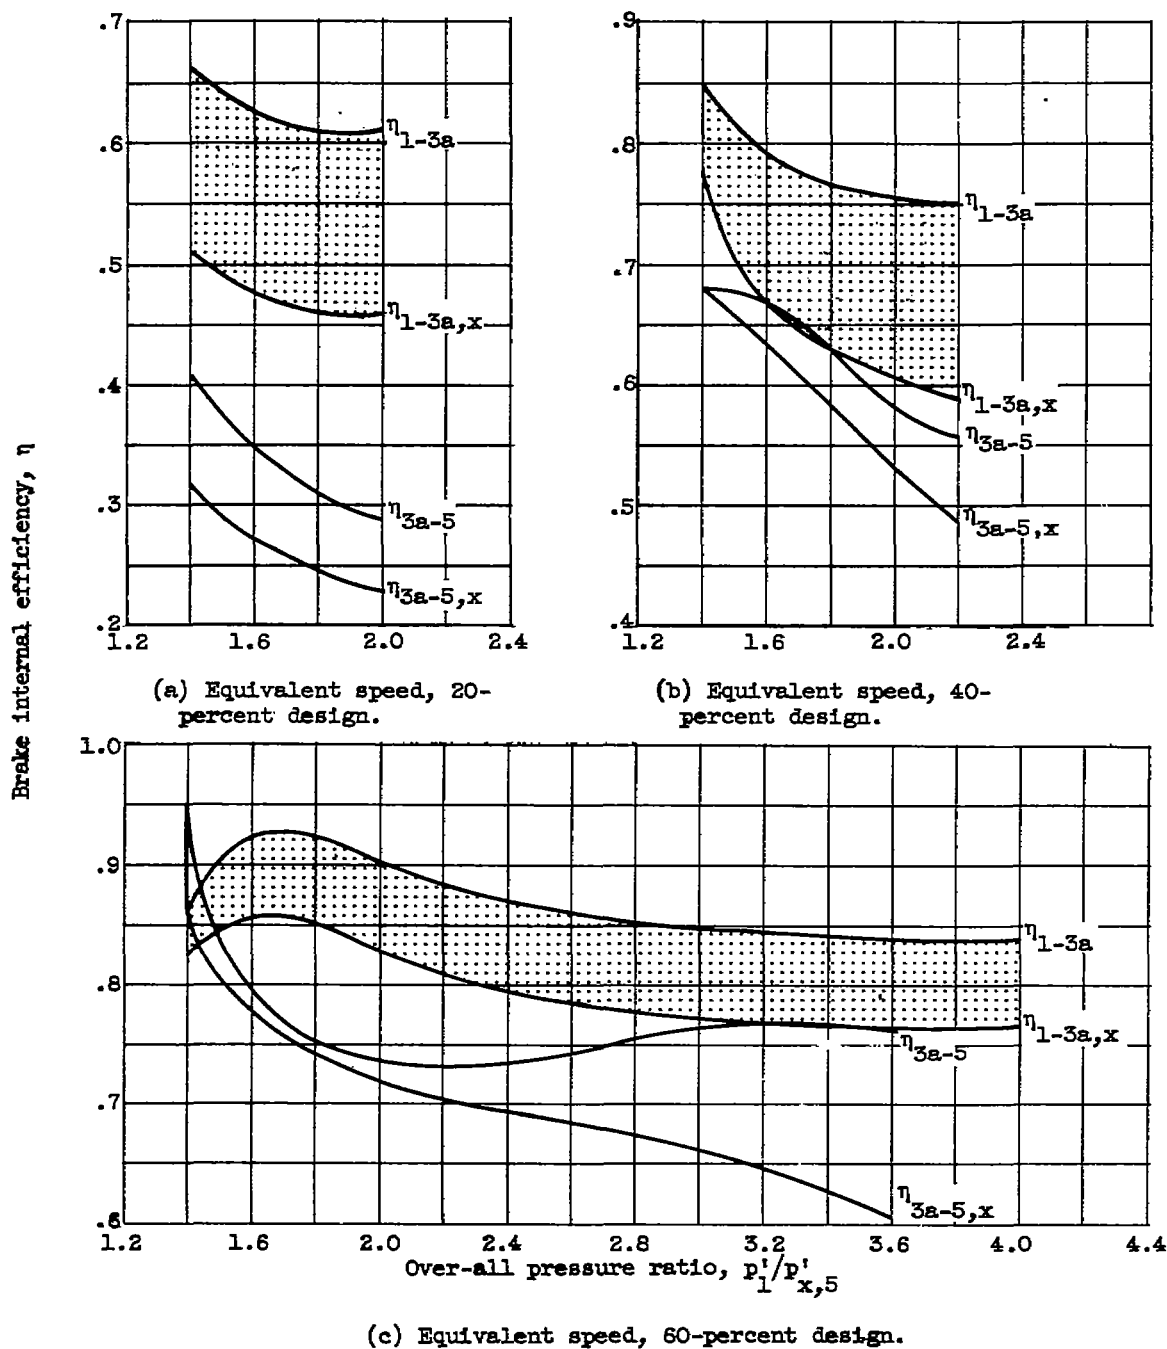 Brake internal efficiency, η
.7
.6
.5
.4
.3
.2
1.2 1.6 2.0 2.4
η1-3a
η1-3a,x
η3a-5
η3a-5,x
(a) Equivalent speed, 20-
percent design.
.9
.8
.7
.6
.5
.4
1.2 1.6 2.0 2.4
η1-3a
η1-3a,x
η3a-5
η3a-5,x
(b) Equivalent speed, 40-
percent design.
1.0
.9
.8
.7
.6
1.2 1.6 2.0 2.4 2.8 3.2 3.6 4.0 4.4
η1-3a
η1-3a,x
η3a-5
η3a-5,x
Over-all pressure ratio, p'1/p'x,5
(c) Equivalent speed, 60-percent design.